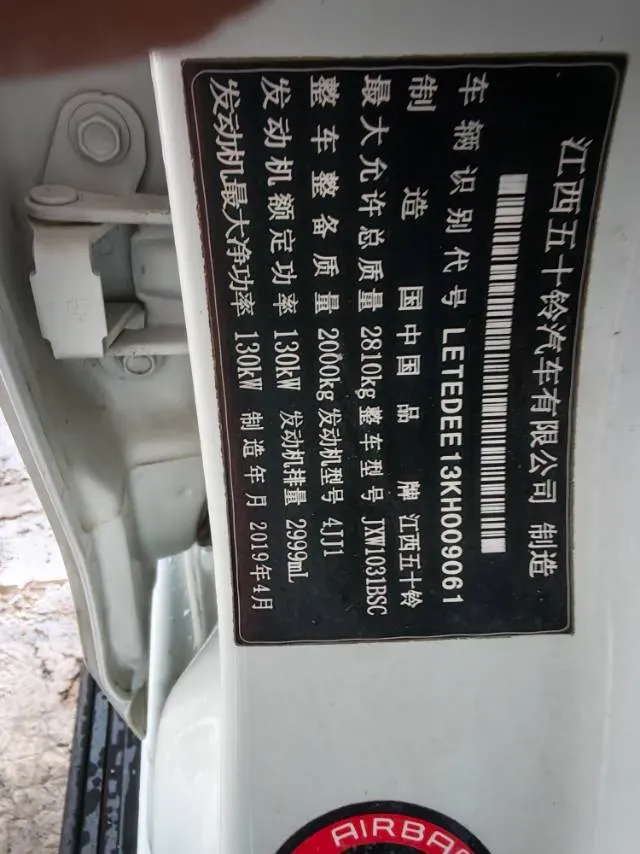 江西五十铃汽车有限公司 制造
车辆识别代号 LETEDEE13KH009061
制造国 中国 品牌 江西五十铃
最大允许总质量 2810kg 整车型号 JXW1031BSC
整车整备质量 2000kg 发动机型号 4JJ1
发动机额定功率 130kW 发动机排量 2999mL
发动机最大净功率 130kW 制造年月 2019年4月
AIRBAG